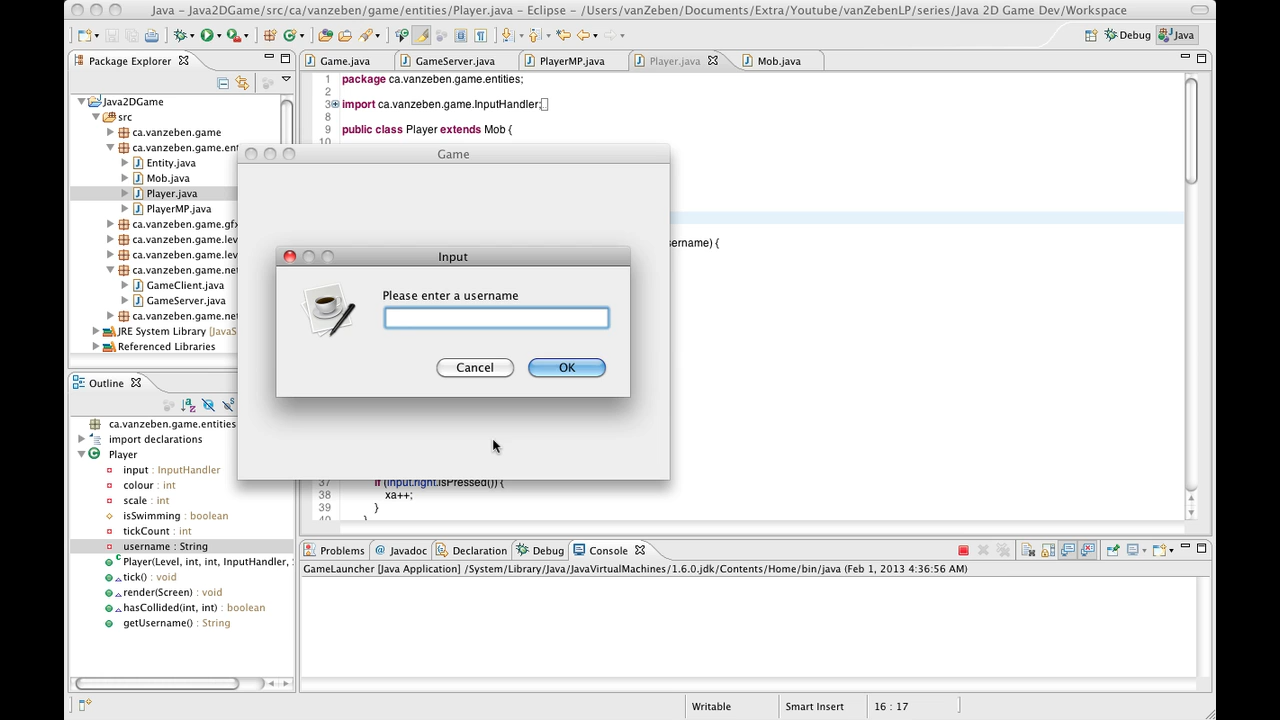 Java – Java2DGame/src/ca/vanzeben/game/entities/Player.java – Eclipse – /Users/vanZeben/Documents/Extra/Youtube/vanZebenLP/series/Java 2D Game Dev/Workspace
Debug
Java
Package Explorer
Java2DGame
src
ca.vanzeben.game
ca.vanzeben.game.ent
Entity.java
Mob.java
Player.java
PlayerMP.java
ca.vanzeben.game.gfx
ca.vanzeben.game.lev
ca.vanzeben.game.lev
ca.vanzeben.game.net
GameClient.java
GameServer.java
ca.vanzeben.game.net
JRE System Library [JavaS
Referenced Libraries
Outline
ca.vanzeben.game.entities
import declarations
Player
input : InputHandler
colour : int
scale : int
isSwimming : boolean
tickCount : int
username : String
Player(Level, int, int, InputHandler, 
tick() : void
render(Screen) : void
hasCollided(int, int) : boolean
getUsername() : String
Game.java
GameServer.java
PlayerMP.java
Player.java
Mob.java
1 package ca.vanzeben.game.entities;
2
3 import ca.vanzeben.game.InputHandler;
8
9 public class Player extends Mob {
10
ername) {
37 if (input.right.isPressed()) {
38 xa++;
39 }
40 }
Game
Input
Please enter a username
Cancel
OK
Problems
Javadoc
Declaration
Debug
Console
GameLauncher [Java Application] /System/Library/Java/JavaVirtualMachines/1.6.0.jdk/Contents/Home/bin/java (Feb 1, 2013 4:36:56 AM)
Writable
Smart Insert
16 : 17